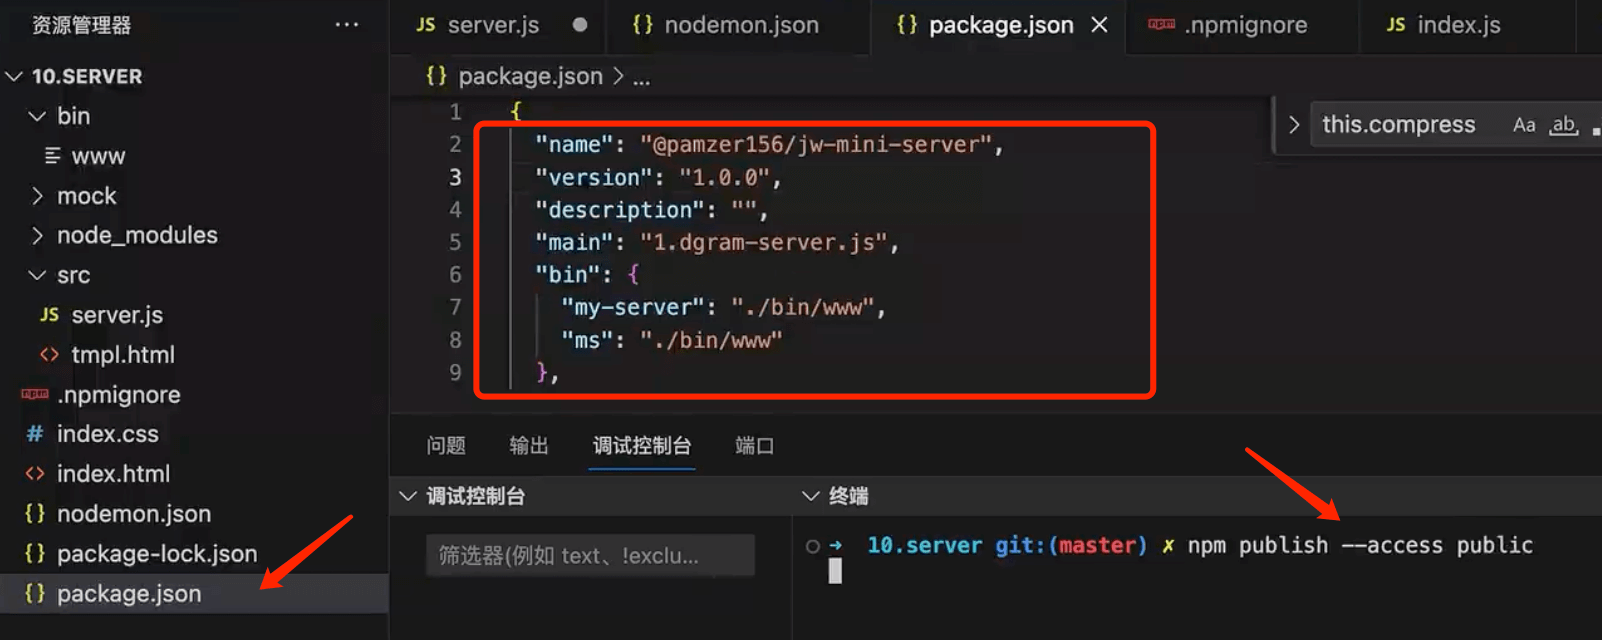 资源管理器 ···
10.SERVER
bin
www
mock
node_modules
src
JS server.js
<> tmpl.html
npm .npmignore
# index.css
<> index.html
{} nodemon.json
{} package-lock.json
{} package.json
JS server.js ●
{} nodemon.json
{} package.json ×
npm .npmignore
JS index.js
{} package.json > ...
this.compress Aa ab
1 {
2 "name": "@pamzer156/jw-mini-server",
3 "version": "1.0.0",
4 "description": "",
5 "main": "1.dgram-server.js",
6 "bin": {
7 "my-server": "./bin/www",
8 "ms": "./bin/www"
9 },
问题 输出 调试控制台 端口
调试控制台
筛选器(例如 text、!exclu...
终端
➜ 10.server git:(master) ✗ npm publish --access public